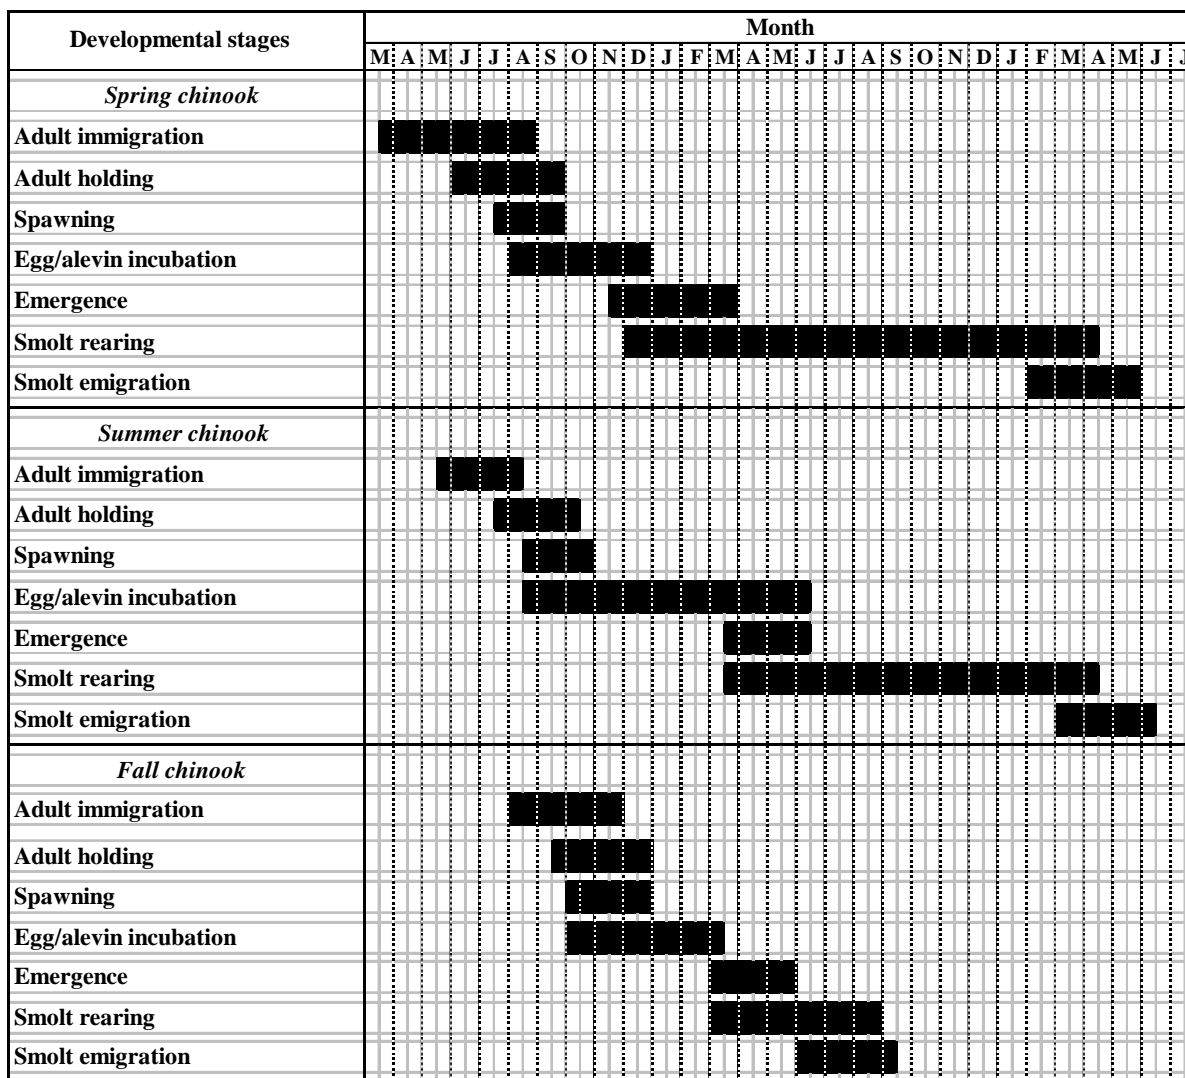 Developmental stages
Month
M A M J J A S O N D J F M A M J J A S O N D J F M A M J J
Spring chinook
Adult immigration
Adult holding
Spawning
Egg/alevin incubation
Emergence
Smolt rearing
Smolt emigration
Summer chinook
Adult immigration
Adult holding
Spawning
Egg/alevin incubation
Emergence
Smolt rearing
Smolt emigration
Fall chinook
Adult immigration
Adult holding
Spawning
Egg/alevin incubation
Emergence
Smolt rearing
Smolt emigration